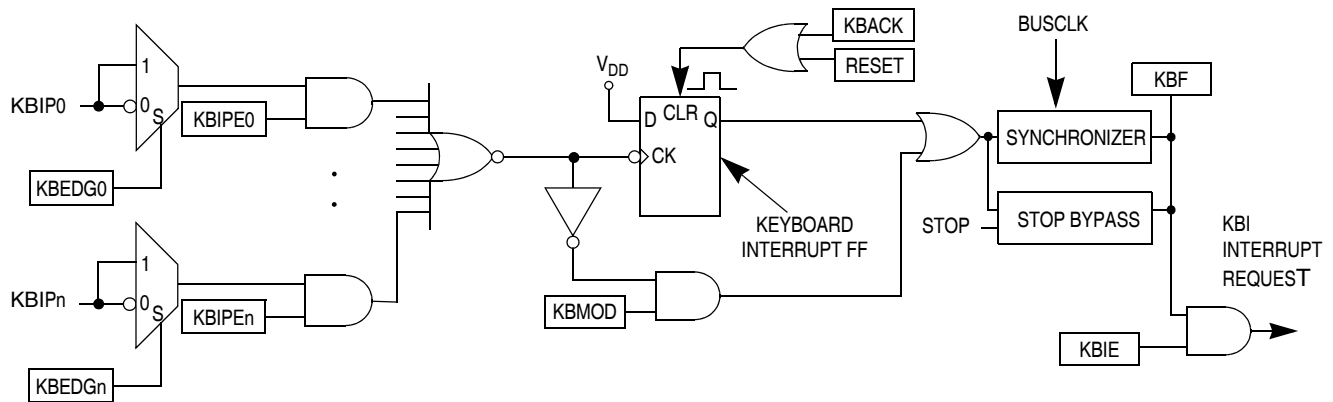 KBIP0
1
0
S
KBEDG0
KBIPE0
KBIPn
1
0
S
KBEDGn
KBIPEn
VDD
D
CLR
Q
CK
KBACK
RESET
KEYBOARD
INTERRUPT FF
KBMOD
BUSCLK
SYNCHRONIZER
STOP
STOP BYPASS
KBF
KBI
INTERRUPT
REQUEST
KBIE